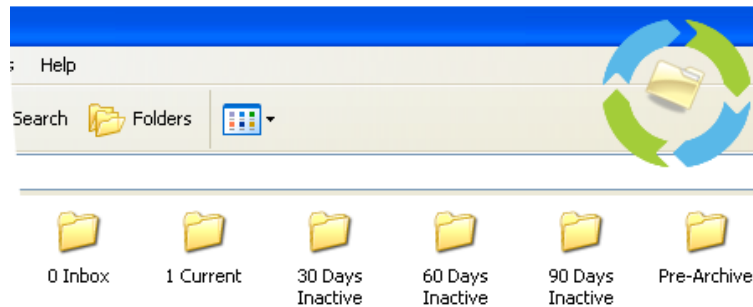 Help
Search Folders
0 Inbox 1 Current 30 Days Inactive 60 Days Inactive 90 Days Inactive Pre-Archive